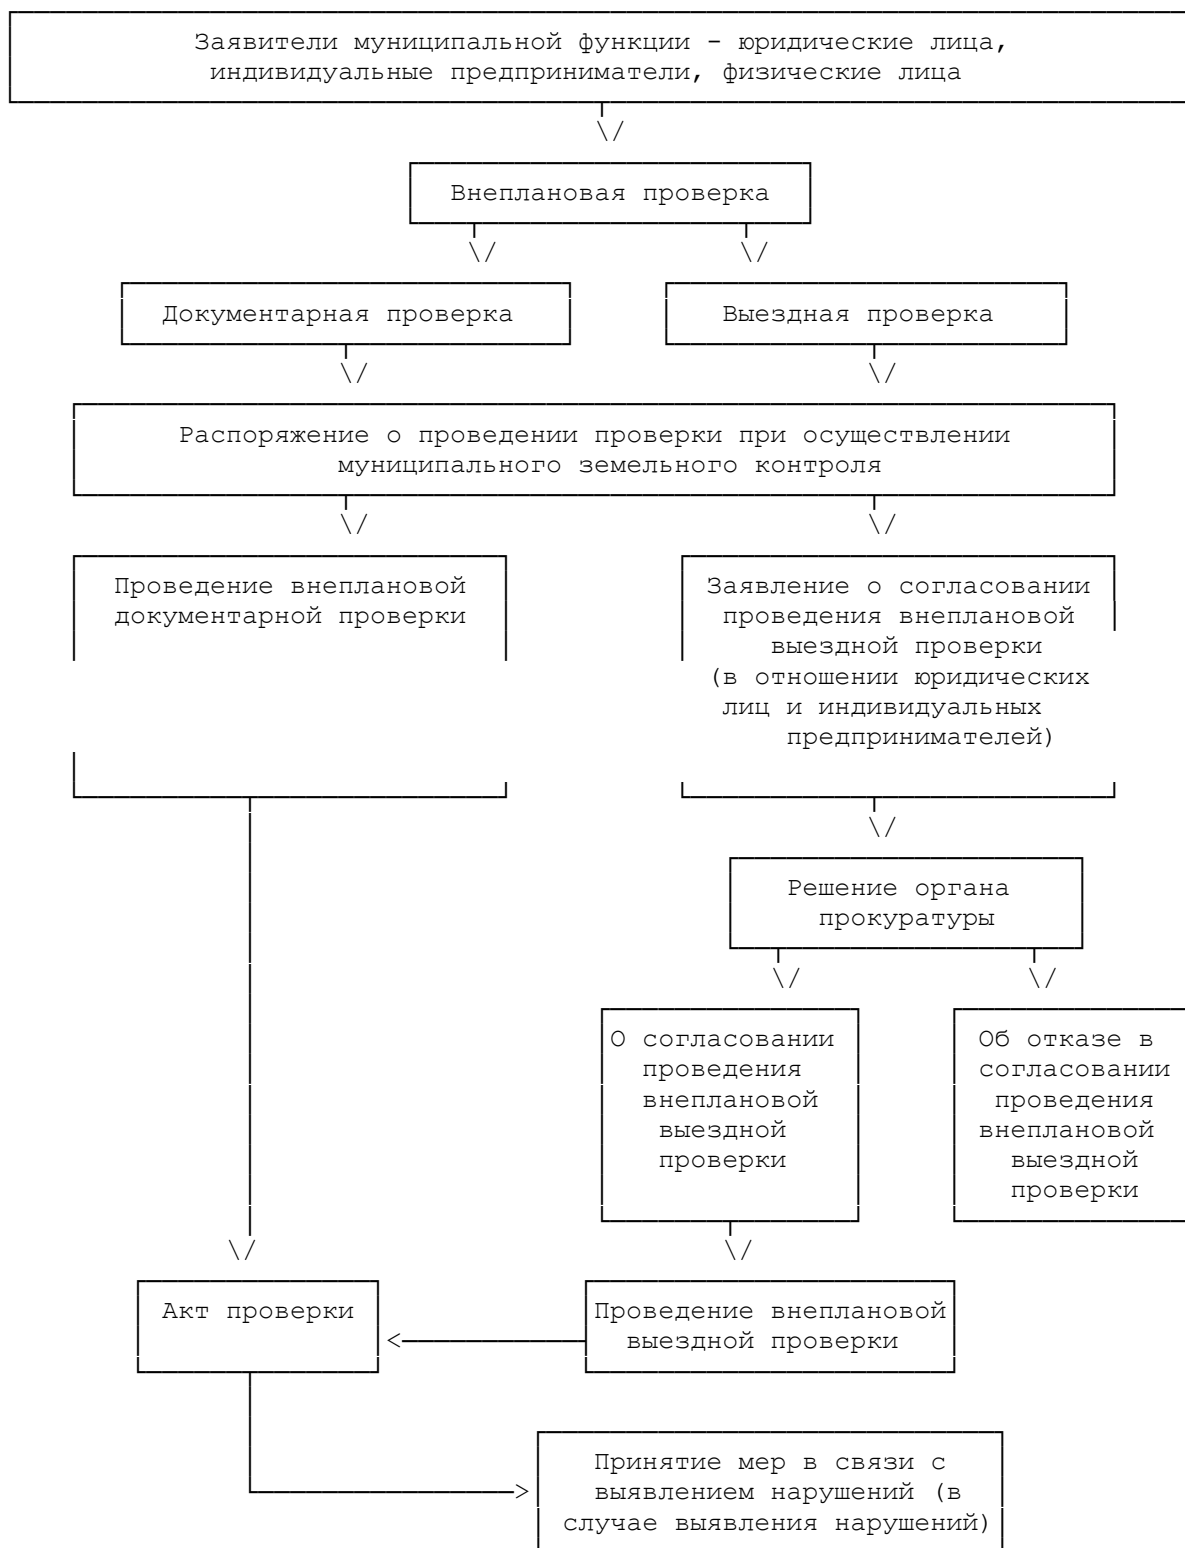 Заявители муниципальной функции - юридические лица,
индивидуальные предприниматели, физические лица
Внеплановая проверка
Документарная проверка
Выездная проверка
Распоряжение о проведении проверки при осуществлении
муниципального земельного контроля
Проведение внеплановой
документарной проверки
Заявление о согласовании
проведения внеплановой
выездной проверки
(в отношении юридических
лиц и индивидуальных
предпринимателей)
Решение органа
прокуратуры
О согласовании
проведения
внеплановой
выездной
проверки
Об отказе в
согласовании
проведения
внеплановой
выездной
проверки
Акт проверки
Проведение внеплановой
выездной проверки
Принятие мер в связи с
выявлением нарушений (в
случае выявления нарушений)